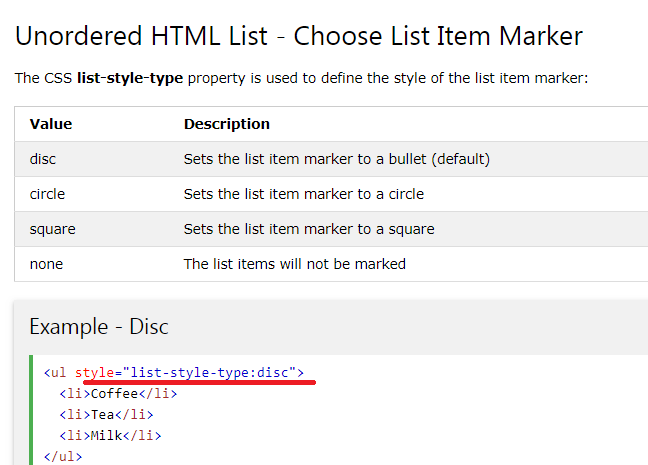 Unordered HTML List - Choose List Item Marker
The CSS list-style-type property is used to define the style of the list item marker:
Value Description
disc Sets the list item marker to a bullet (default)
circle Sets the list item marker to a circle
square Sets the list item marker to a square
none The list items will not be marked
Example - Disc
<ul style="list-style-type:disc">
<li>Coffee</li>
<li>Tea</li>
<li>Milk</li>
</ul>